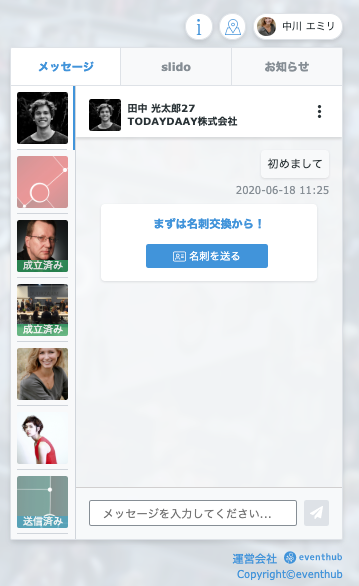 中川 エミリ
メッセージ
slido
お知らせ
田中 光太郎27
TODAYDAAY株式会社
初めまして
2020-06-18 11:25
まずは名刺交換から！
名刺を送る
成立済み
成立済み
送信済み
メッセージを入力してください...
運営会社 eventhub
Copyright©eventhub